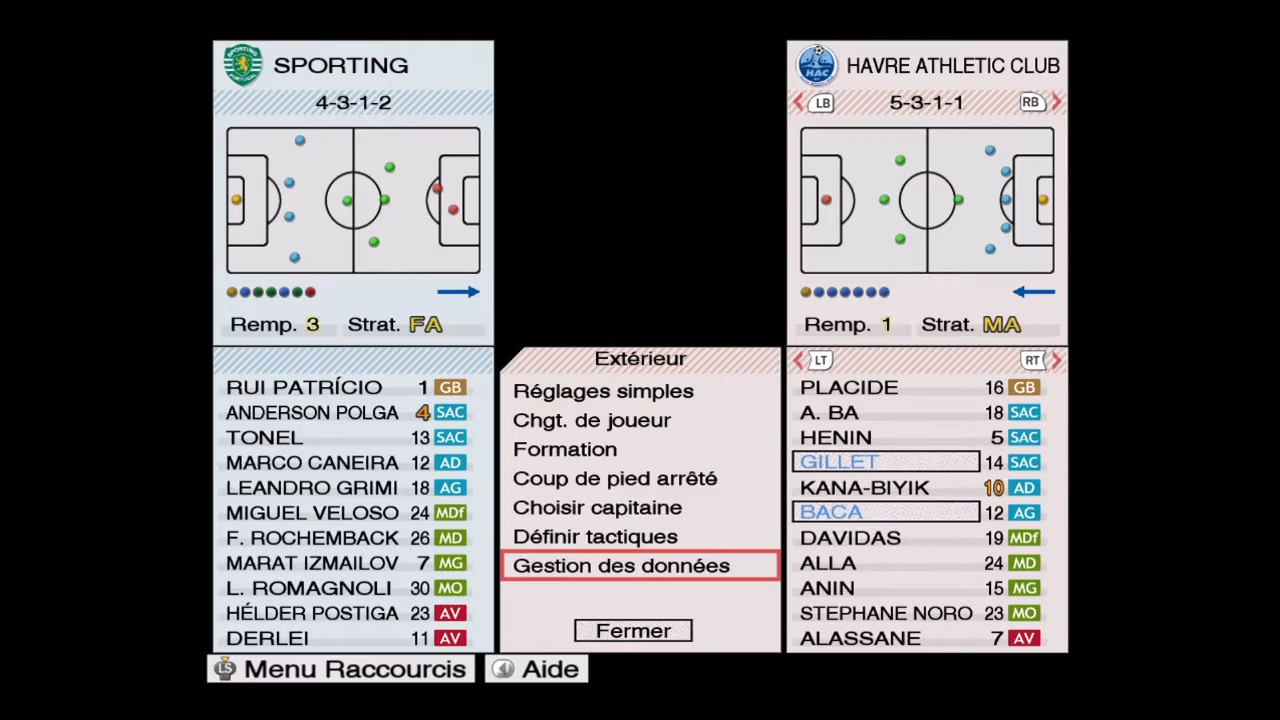 SPORTING
4-3-1-2
Remp. 3 Strat. FA
RUI PATRÍCIO 1 GB
ANDERSON POLGA 4 SAC
TONEL 13 SAC
MARCO CANEIRA 12 AD
LEANDRO GRIMI 18 AG
MIGUEL VELOSO 24 MDf
F. ROCHEMBACK 26 MD
MARAT IZMAILOV 7 MG
L. ROMAGNOLI 30 MO
HÉLDER POSTIGA 23 AV
DERLEI 11 AV
Extérieur
Réglages simples
Chgt. de joueur
Formation
Coup de pied arrêté
Choisir capitaine
Définir tactiques
Gestion des données
Fermer
HAVRE ATHLETIC CLUB
HAC
LB 5-3-1-1 RB
Remp. 1 Strat. MA
LT RT
PLACIDE 16 GB
A. BA 18 SAC
HENIN 5 SAC
GILLET 14 SAC
KANA-BIYIK 10 AD
BACA 12 AG
DAVIDAS 19 MDf
ALLA 24 MD
ANIN 15 MG
STEPHANE NORO 23 MO
ALASSANE 7 AV
LS Menu Raccourcis Aide